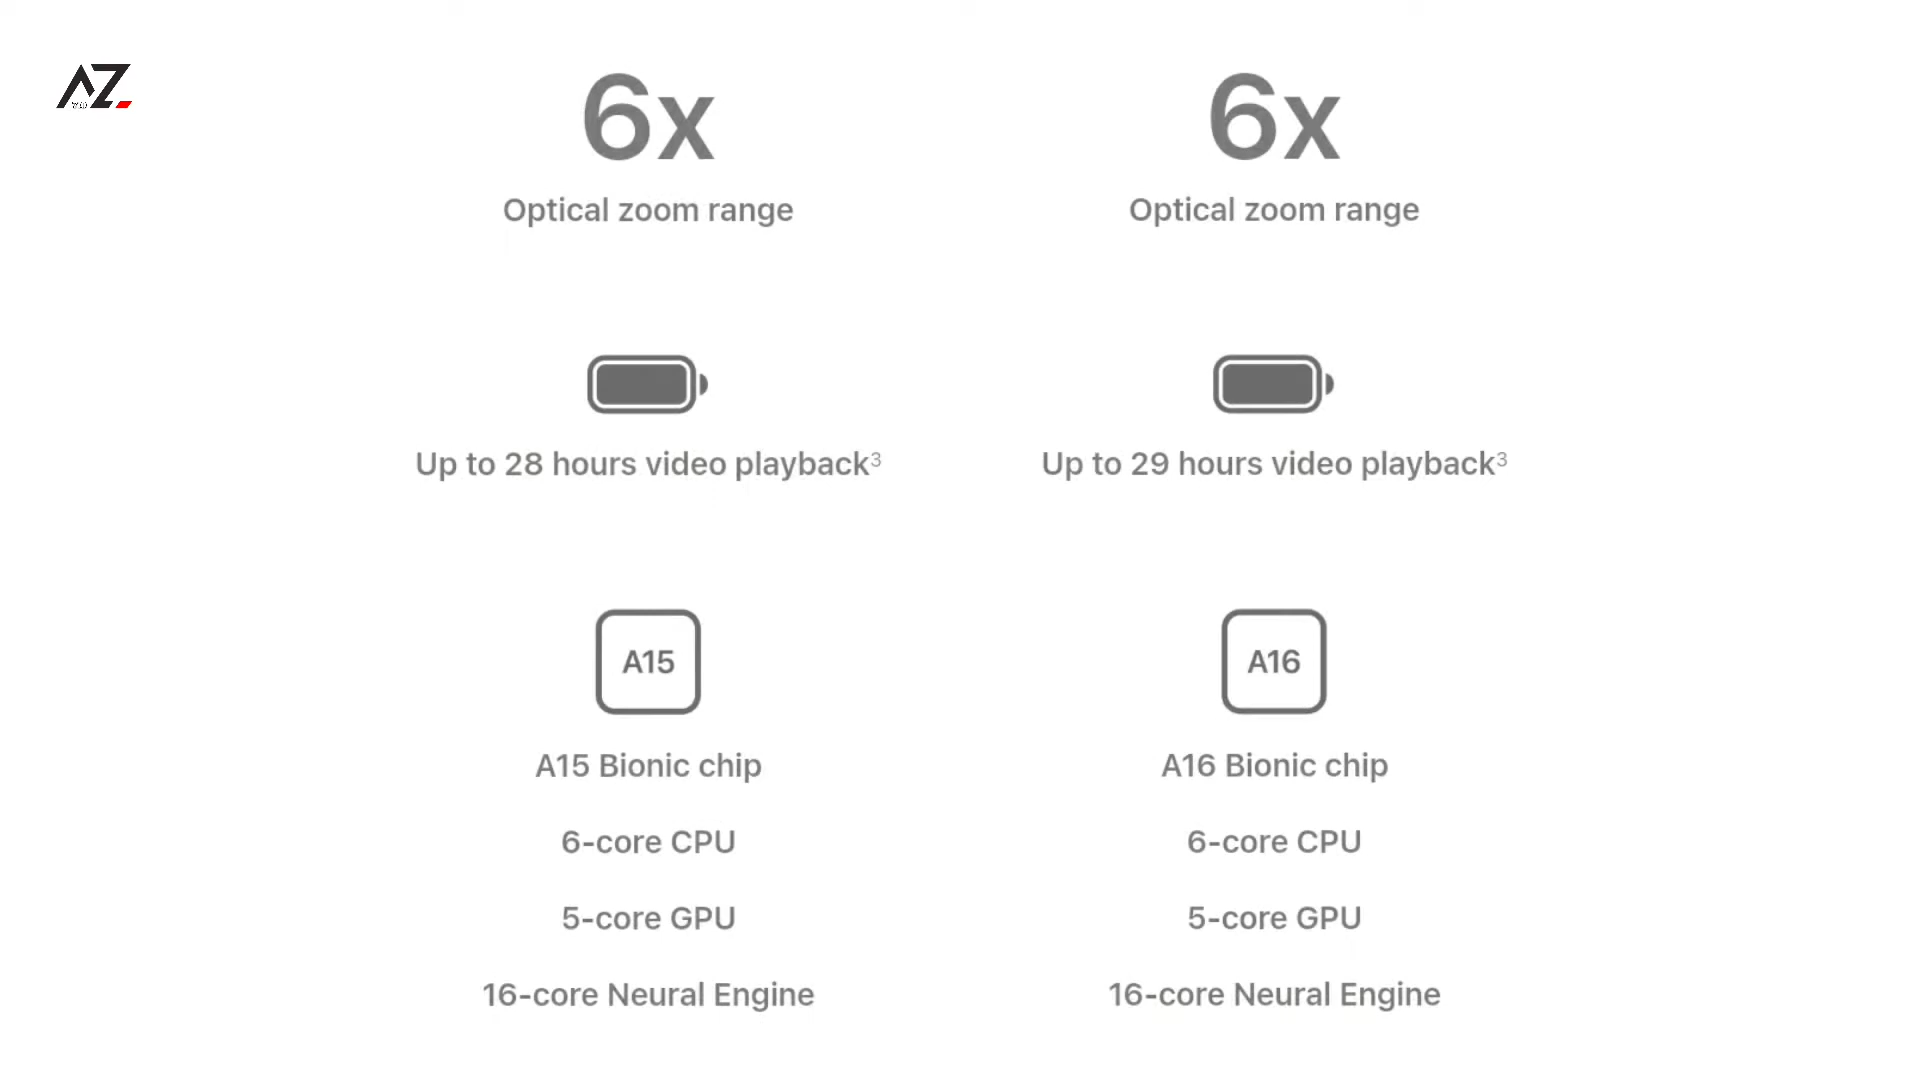 AZ.
6x
Optical zoom range
Up to 28 hours video playback³
A15
A15 Bionic chip
6-core CPU
5-core GPU
16-core Neural Engine
6x
Optical zoom range
Up to 29 hours video playback³
A16
A16 Bionic chip
6-core CPU
5-core GPU
16-core Neural Engine